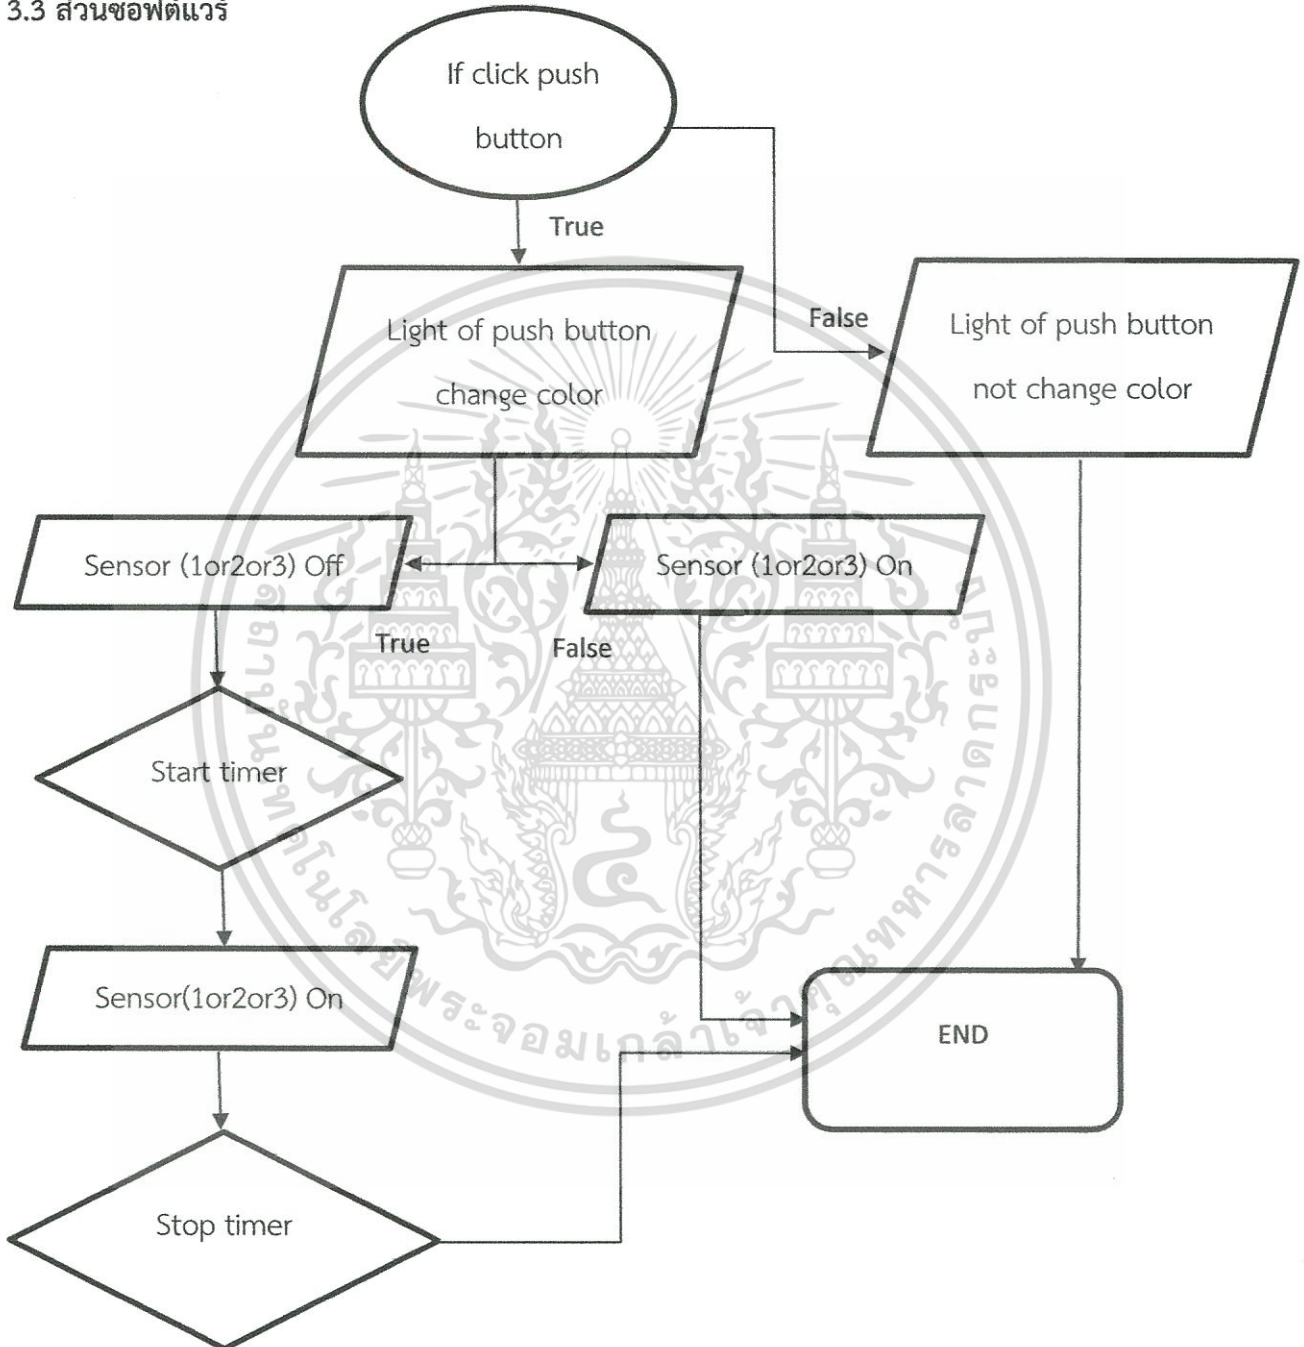 3.3 ส่วนซอฟต์แวร์
If click push
button
True
False
Light of push button
change color
Light of push button
not change color
Sensor (1or2or3) Off
Sensor (1or2or3) On
True
False
Start timer
Sensor(1or2or3) On
END
Stop timer